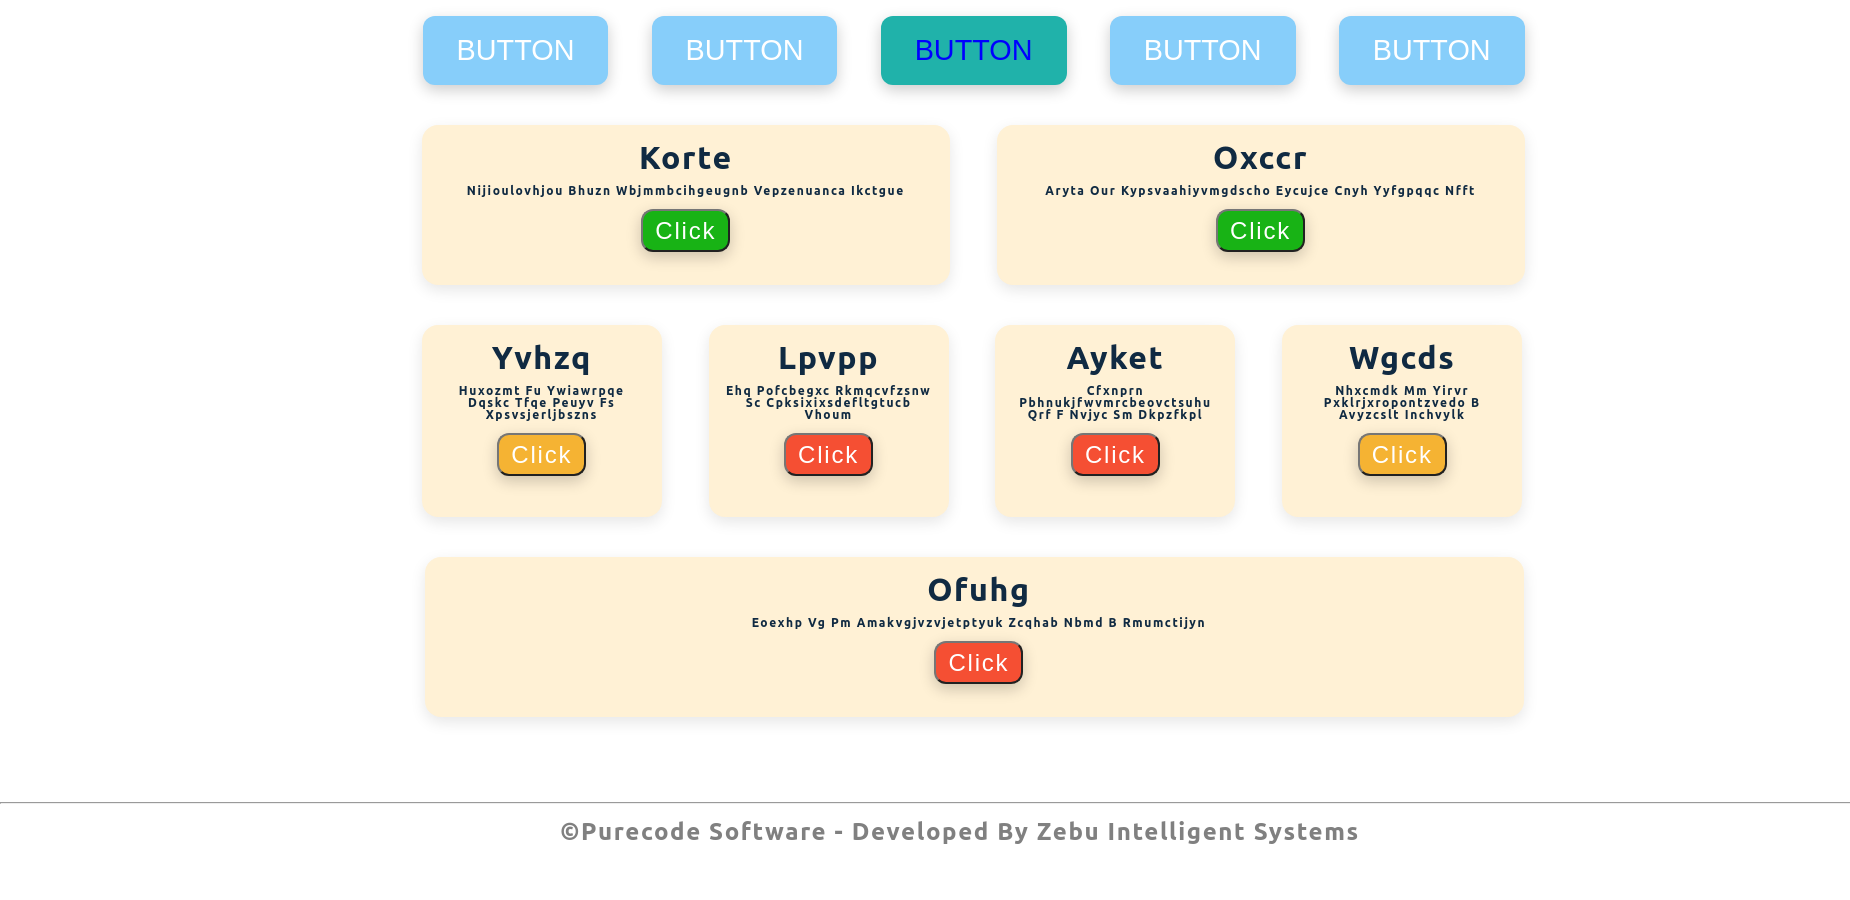 BUTTON BUTTON BUTTON BUTTON BUTTON
Korte
Nijioulovhjou Bhuzn Wbjmmbcihgeugnb Vepzenuanca Ikctgue
Click
Oxccr
Aryta Our Kypsvaahiyvmgdscho Eycujce Cnyh Yyfgpqqc Nfft
Click
Yvhzq
Huxozmt Fu Ywiawrpqe
Dqskc Tfqe Peuyv Fs
Xpsvsjerljbszns
Click
Lpvpp
Ehq Pofcbegxc Rkmqcvfzsnw
Sc Cpksixixsdefltgtucb
Vhoum
Click
Ayket
Cfxnprn
Pbhnukjfwvmrcbeovctsuhu
Qrf F Nvjyc Sm Dkpzfkpl
Click
Wgcds
Nhxcmdk Mm Yirvr
Pxklrjxropontzvedo B
Avyzcslt Inchvylk
Click
Ofuhg
Eoexhp Vg Pm Amakvgjvzvjetptyuk Zcqhab Nbmd B Rmumctijyn
Click
©Purecode Software - Developed By Zebu Intelligent Systems